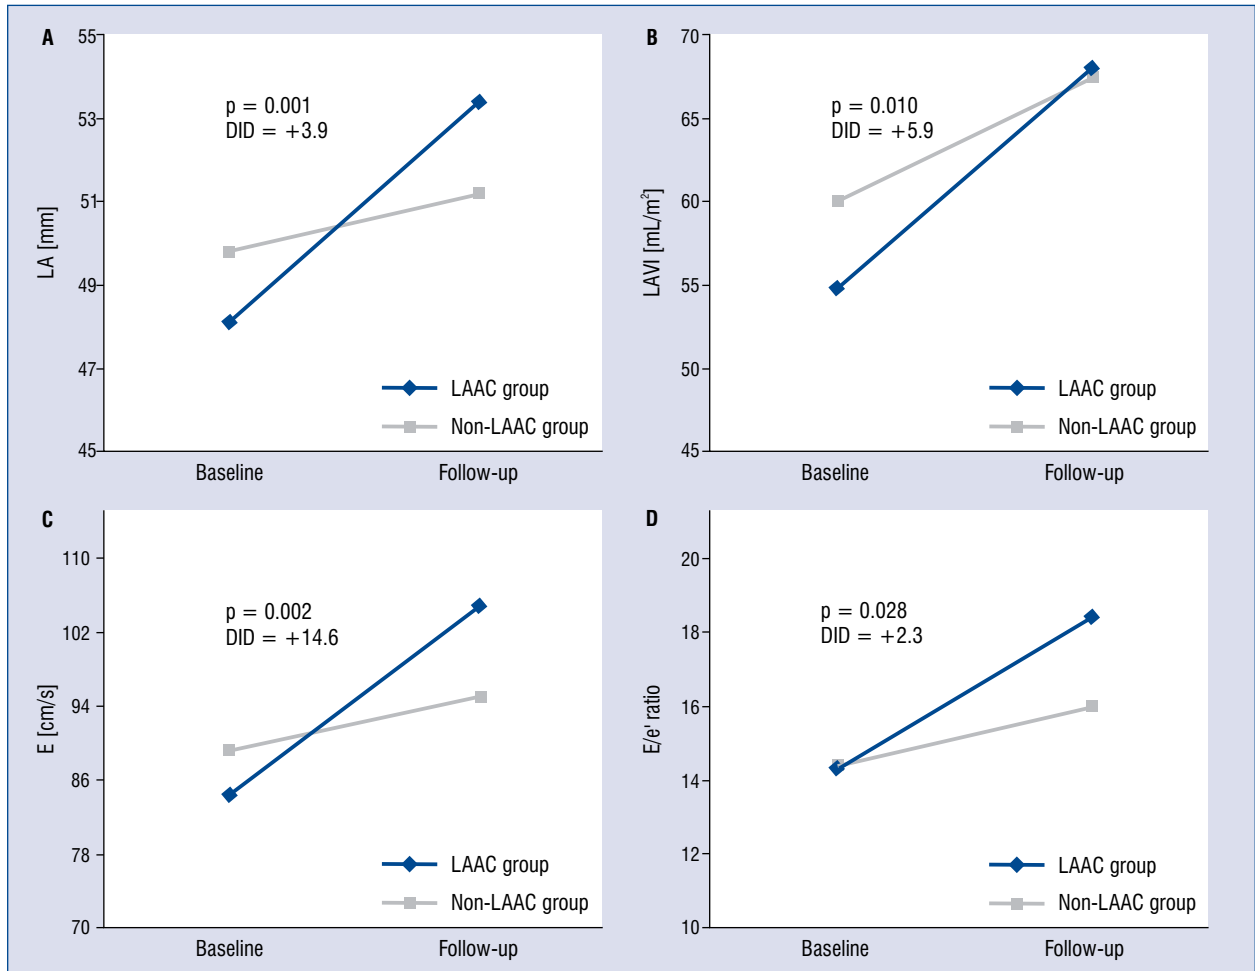 A
55
53
51
49
47
45
LA [mm]
p = 0.001
DID = +3.9
LAAC group
Non-LAAC group
Baseline Follow-up
B
70
65
60
55
50
45
LAVI [mL/m²]
p = 0.010
DID = +5.9
LAAC group
Non-LAAC group
Baseline Follow-up
C
110
102
94
86
78
70
E [cm/s]
p = 0.002
DID = +14.6
LAAC group
Non-LAAC group
Baseline Follow-up
D
20
18
16
14
12
10
E/e' ratio
p = 0.028
DID = +2.3
LAAC group
Non-LAAC group
Baseline Follow-up